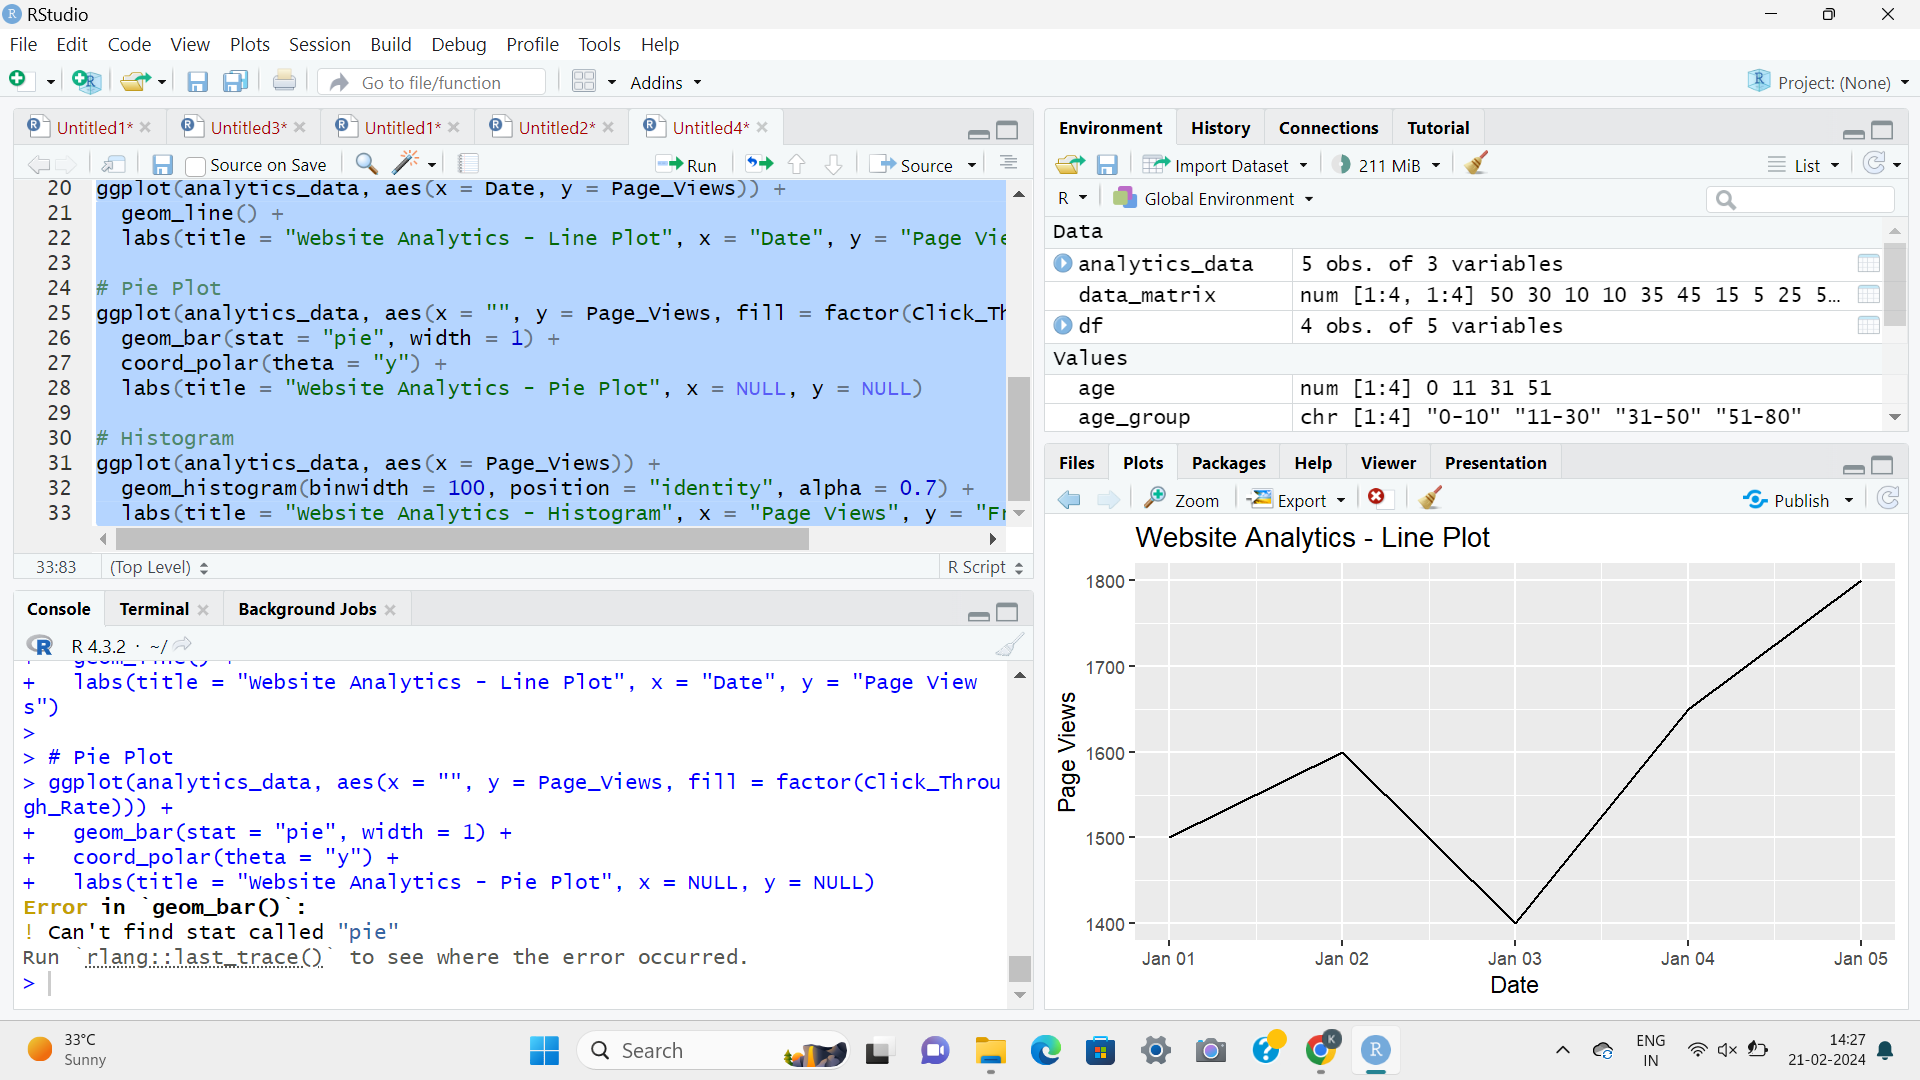 RStudio
File Edit Code View Plots Session Build Debug Profile Tools Help
Go to file/function
Addins
Project: (None)
Untitled1* Untitled3* Untitled1* Untitled2* Untitled4*
Source on Save Run Source
20 ggplot(analytics_data, aes(x = Date, y = Page_Views)) +
21 geom_line() +
22 labs(title = "Website Analytics - Line Plot", x = "Date", y = "Page Vie
23
24 # Pie Plot
25 ggplot(analytics_data, aes(x = "", y = Page_Views, fill = factor(Click_Th
26 geom_bar(stat = "pie", width = 1) +
27 coord_polar(theta = "y") +
28 labs(title = "Website Analytics - Pie Plot", x = NULL, y = NULL)
29
30 # Histogram
31 ggplot(analytics_data, aes(x = Page_Views)) +
32 geom_histogram(binwidth = 100, position = "identity", alpha = 0.7) +
33 labs(title = "Website Analytics - Histogram", x = "Page Views", y = "Fr
33:83 (Top Level) R Script
Console Terminal Background Jobs
R 4.3.2 · ~/
+ geom_line() +
+ labs(title = "Website Analytics - Line Plot", x = "Date", y = "Page View
s")
>
> # Pie Plot
> ggplot(analytics_data, aes(x = "", y = Page_Views, fill = factor(Click_Throu
gh_Rate))) +
+ geom_bar(stat = "pie", width = 1) +
+ coord_polar(theta = "y") +
+ labs(title = "Website Analytics - Pie Plot", x = NULL, y = NULL)
Error in `geom_bar()`:
! Can't find stat called "pie"
Run `rlang::last_trace()` to see where the error occurred.
>
Environment History Connections Tutorial
Import Dataset 211 MiB List
R Global Environment
Data
analytics_data 5 obs. of 3 variables
data_matrix num [1:4, 1:4] 50 30 10 10 35 45 15 5 25 5...
df 4 obs. of 5 variables
Values
age num [1:4] 0 11 31 51
age_group chr [1:4] "0-10" "11-30" "31-50" "51-80"
Files Plots Packages Help Viewer Presentation
Zoom Export Publish
Website Analytics - Line Plot
1800
1700
1600
1500
1400
Page Views
Jan 01 Jan 02 Jan 03 Jan 04 Jan 05
Date
33°C
Sunny
Search
K
R
ENG
IN
14:27
21-02-2024